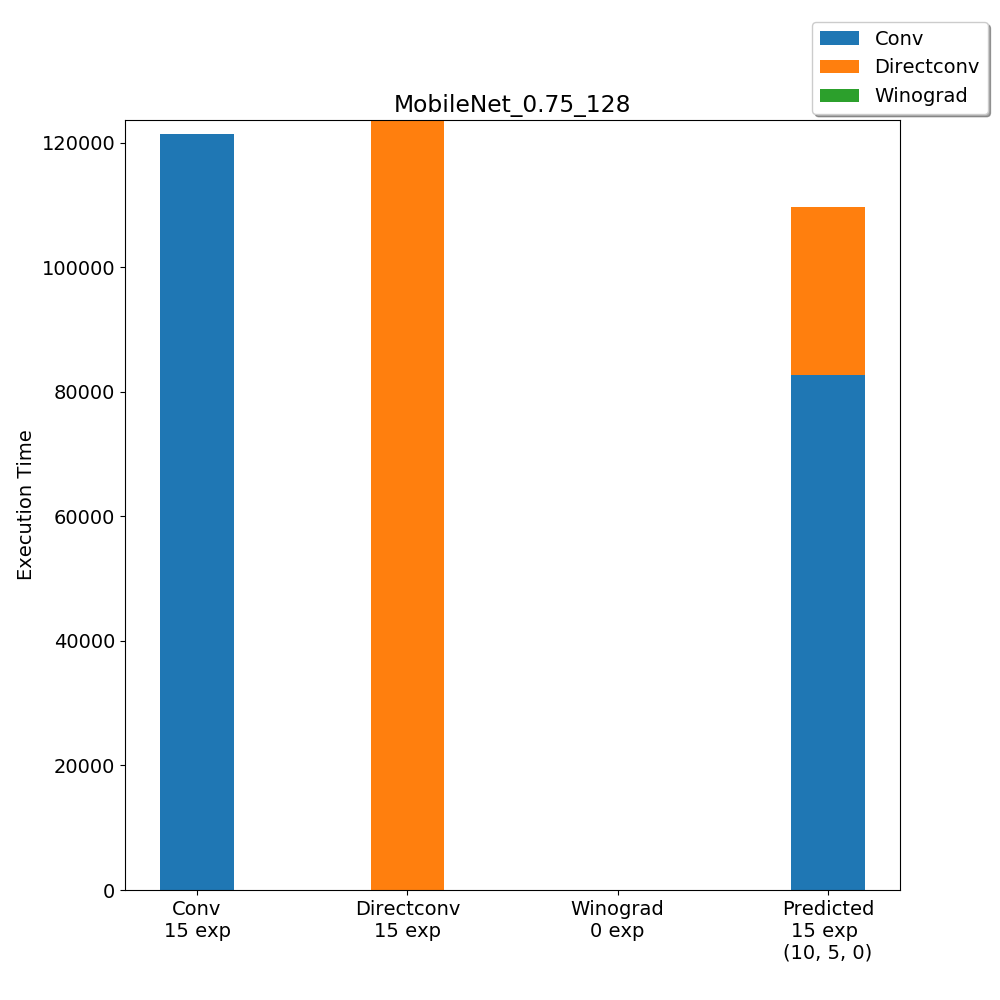 Conv
Directconv
Winograd
MobileNet_0.75_128
Execution Time
120000
100000
80000
60000
40000
20000
0
Conv
15 exp
Directconv
15 exp
Winograd
0 exp
Predicted
15 exp
(10, 5, 0)